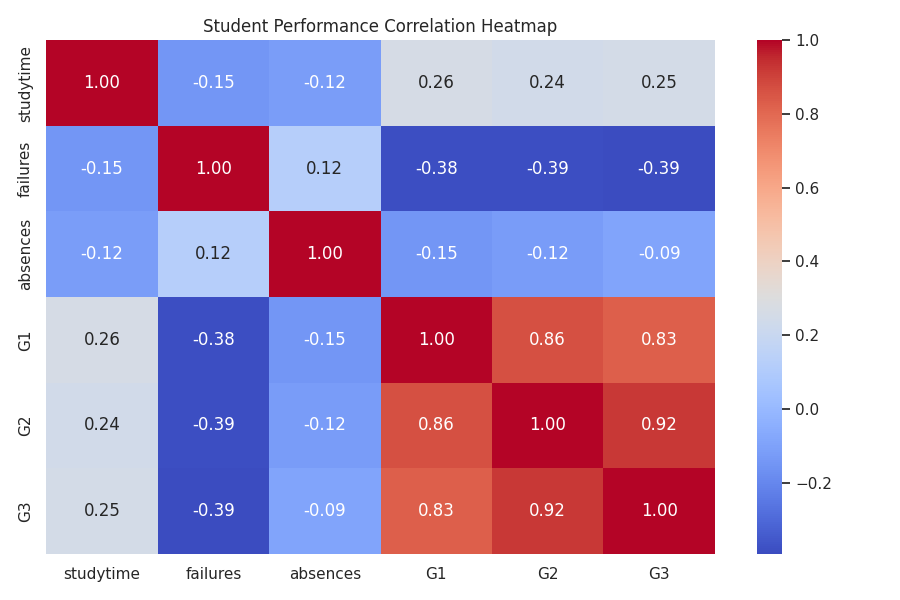 Student Performance Correlation Heatmap
studytime 1.00 -0.15 -0.12 0.26 0.24 0.25
failures -0.15 1.00 0.12 -0.38 -0.39 -0.39
absences -0.12 0.12 1.00 -0.15 -0.12 -0.09
G1 0.26 -0.38 -0.15 1.00 0.86 0.83
G2 0.24 -0.39 -0.12 0.86 1.00 0.92
G3 0.25 -0.39 -0.09 0.83 0.92 1.00
studytime failures absences G1 G2 G3
1.0
0.8
0.6
0.4
0.2
0.0
−0.2